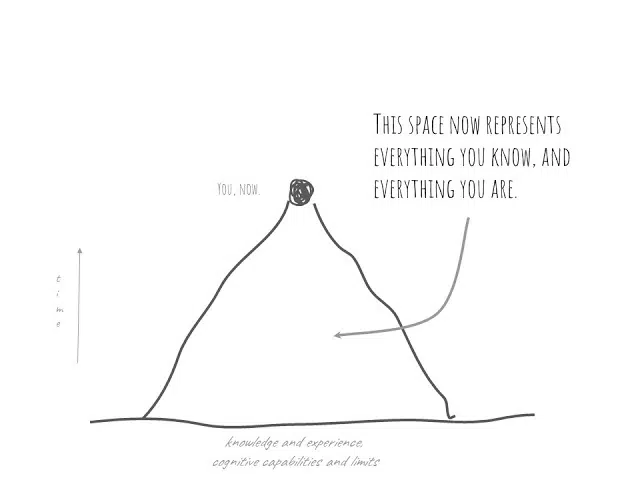 THIS SPACE NOW REPRESENTS
EVERYTHING YOU KNOW, AND
EVERYTHING YOU ARE.
YOU, NOW.
time
knowledge and experience,
cognitive capabilities and limits